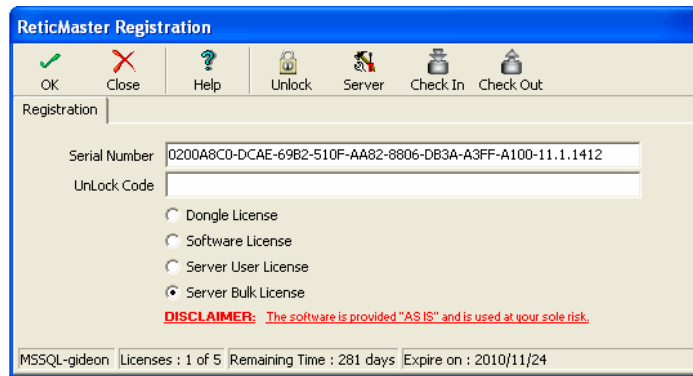 ReticMaster Registration
OK Close Help Unlock Server Check In Check Out
Registration
Serial Number 0200A8C0-DCAE-69B2-510F-AA82-8806-DB3A-A3FF-A100-11.1.1412
UnLock Code
Dongle License
Software License
Server User License
Server Bulk License
DISCLAIMER: The software is provided "AS IS" and is used at your sole risk.
MSSQL-gideon Licenses : 1 of 5 Remaining Time : 281 days Expire on : 2010/11/24